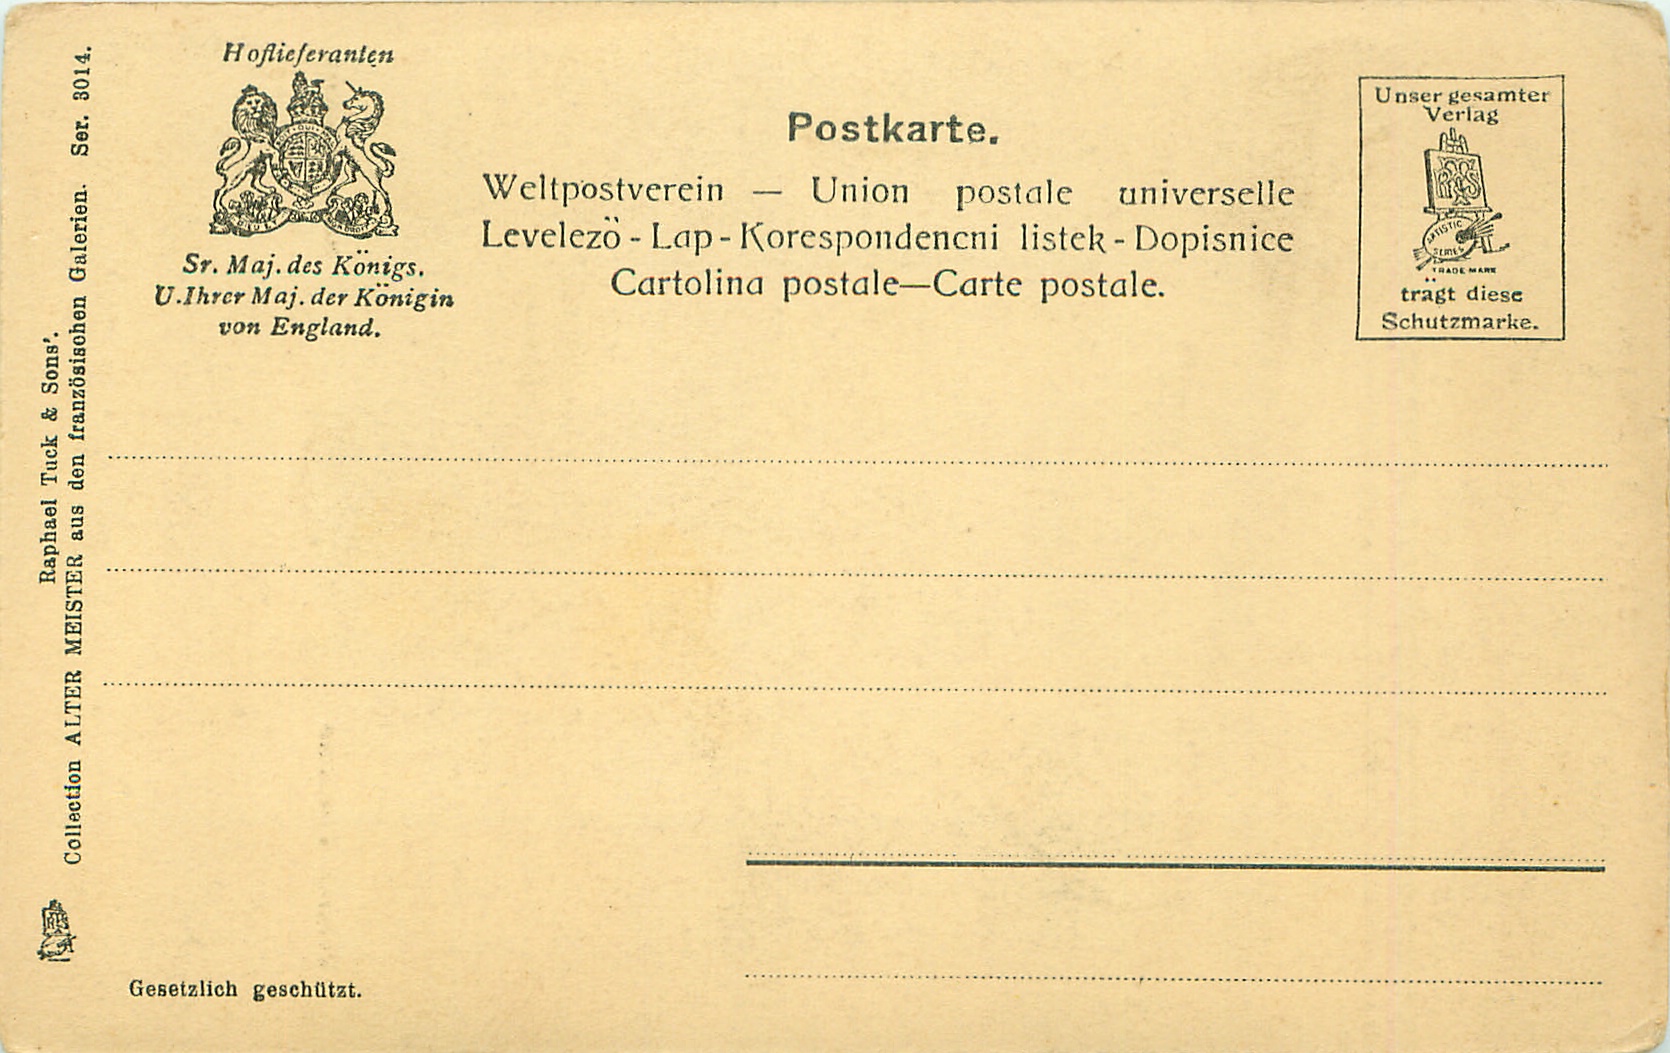 Hoflieferanten
Sr. Maj. des Königs.
U. Ihrer Maj. der Königin
von England.
Postkarte.
Weltpostverein — Union postale universelle
Levelezö - Lap - Korespondencni listek - Dopisnice
Cartolina postale—Carte postale.
Unser gesamter
Verlag
ARTISTIC
SERIES
TRADE MARK
trägt diese
Schutzmarke.
Raphael Tuck & Sons'.
Collection ALTER MEISTER aus den französischen Galerien. Ser. 3014.
Gesetzlich geschützt.